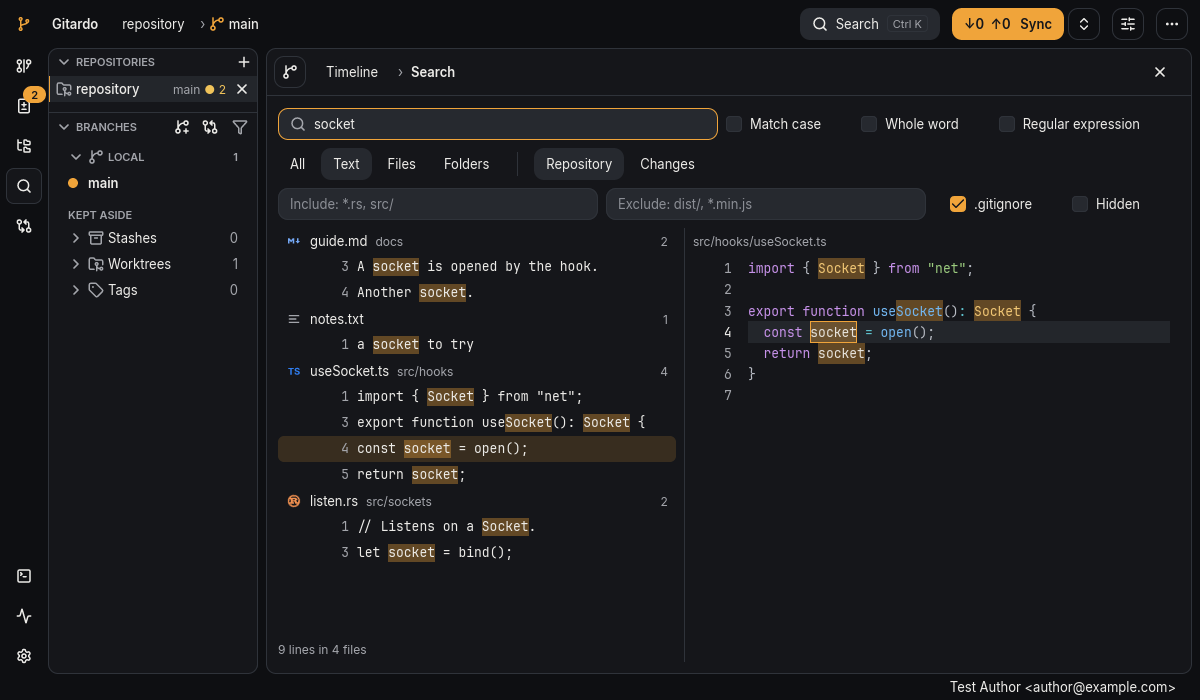 Gitardo repository › main Search Ctrl K ↓0 ↑0 Sync
REPOSITORIES
repository main 2
2
BRANCHES
LOCAL 1
main
KEPT ASIDE
Stashes 0
Worktrees 1
Tags 0
Timeline › Search
socket
Match case Whole word Regular expression
All Text Files Folders Repository Changes
Include: *.rs, src/ Exclude: dist/, *.min.js .gitignore Hidden
guide.md docs 2
3 A socket is opened by the hook.
4 Another socket.
notes.txt 1
1 a socket to try
TS useSocket.ts src/hooks 4
1 import { Socket } from "net";
3 export function useSocket(): Socket {
4 const socket = open();
5 return socket;
listen.rs src/sockets 2
1 // Listens on a Socket.
3 let socket = bind();
9 lines in 4 files
src/hooks/useSocket.ts
1 import { Socket } from "net";
2
3 export function useSocket(): Socket {
4 const socket = open();
5 return socket;
6 }
7
Test Author <author@example.com>